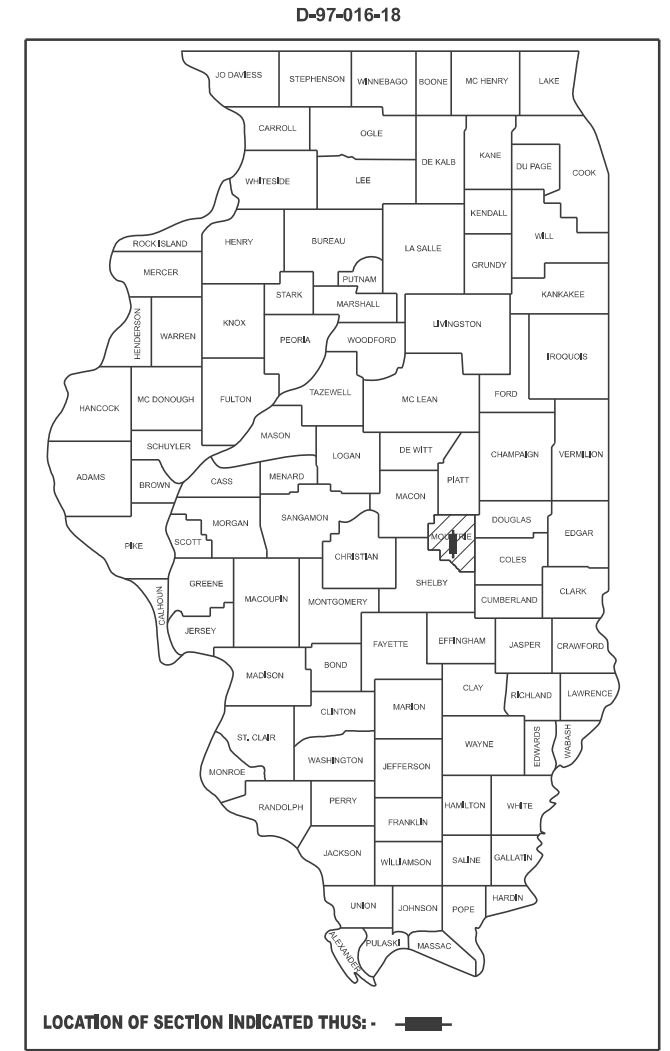 D-97-016-18
JO DAVIESS
STEPHENSON
WINNEBAGO
BOONE
MC HENRY
LAKE
CARROLL
OGLE
DE KALB
KANE
DU PAGE
COOK
WHITESIDE
LEE
KENDALL
WILL
ROCK ISLAND
HENRY
BUREAU
LA SALLE
GRUNDY
MERCER
PUTNAM
KANKAKEE
STARK
MARSHALL
HENDERSON
WARREN
KNOX
PEORIA
WOODFORD
LIVINGSTON
IROQUOIS
HANCOCK
MC DONOUGH
FULTON
TAZEWELL
MC LEAN
FORD
MASON
SCHUYLER
LOGAN
DE WITT
CHAMPAIGN
VERMILION
ADAMS
BROWN
CASS
MENARD
PIATT
MACON
MORGAN
SANGAMON
DOUGLAS
EDGAR
PIKE
SCOTT
CHRISTIAN
MOULTRIE
COLES
GREENE
SHELBY
CALHOUN
MACOUPIN
MONTGOMERY
CUMBERLAND
CLARK
JERSEY
FAYETTE
EFFINGHAM
JASPER
CRAWFORD
MADISON
BOND
CLAY
RICHLAND
LAWRENCE
CLINTON
MARION
ST. CLAIR
WAYNE
EDWARDS
WABASH
WASHINGTON
JEFFERSON
MONROE
RANDOLPH
PERRY
HAMILTON
WHITE
FRANKLIN
JACKSON
WILLIAMSON
SALINE
GALLATIN
UNION
JOHNSON
POPE
HARDIN
ALEXANDER
PULASKI
MASSAC
LOCATION OF SECTION INDICATED THUS: -